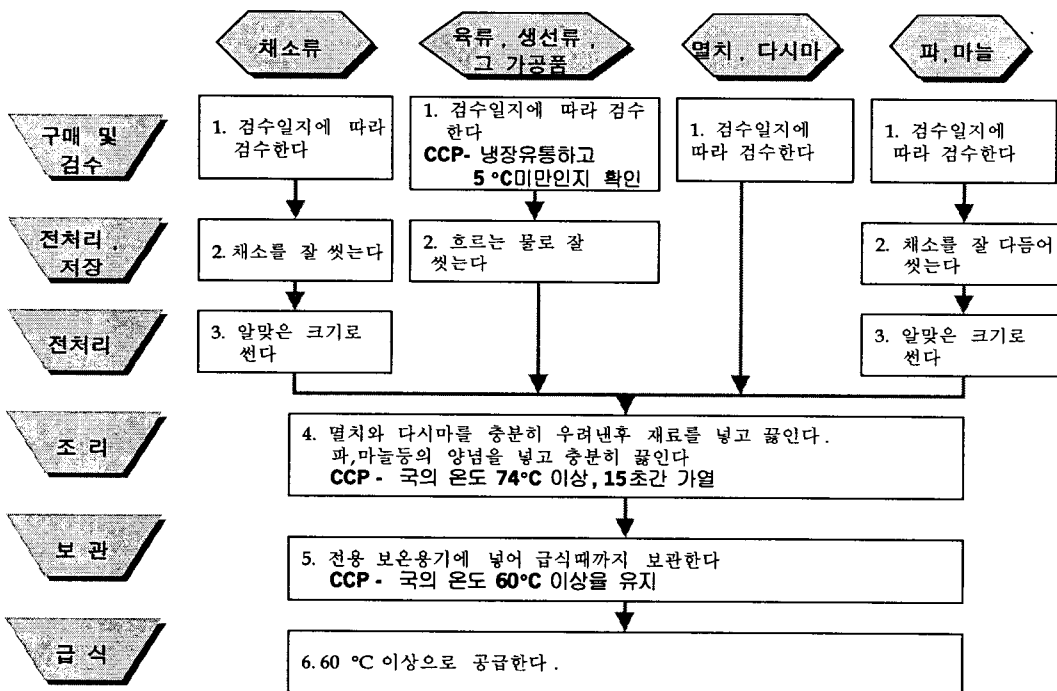 채소류
육류, 생선류,
그 가공품
멸치, 다시마
파,마늘
구매 및
검수
1. 검수일지에 따라
검수한다
1. 검수일지에 따라 검수
한다
CCP- 냉장유통하고
5 °C미만인지 확인
1. 검수일지에
따라 검수한다
1. 검수일지에
따라 검수한다
전처리,
저장
2. 채소를 잘 씻는다
2. 흐르는 물로 잘
씻는다
2. 채소를 잘 다듬어
씻는다
전처리
3. 알맞은 크기로
썬다
3. 알맞은 크기로
썬다
조 리
4. 멸치와 다시마를 충분히 우려낸후 재료를 넣고 끓인다.
파,마늘등의 양념을 넣고 충분히 끓인다
CCP - 국의 온도 74°C 이상, 15초간 가열
보 관
5. 전용 보온용기에 넣어 급식때까지 보관한다
CCP - 국의 온도 60°C 이상을 유지
급 식
6. 60 °C 이상으로 공급한다.